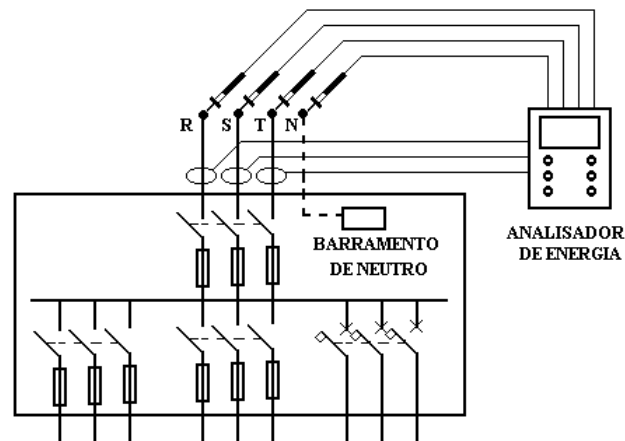 R S T N
ANALISADOR
DE ENERGIA
BARRAMENTO
DE NEUTRO